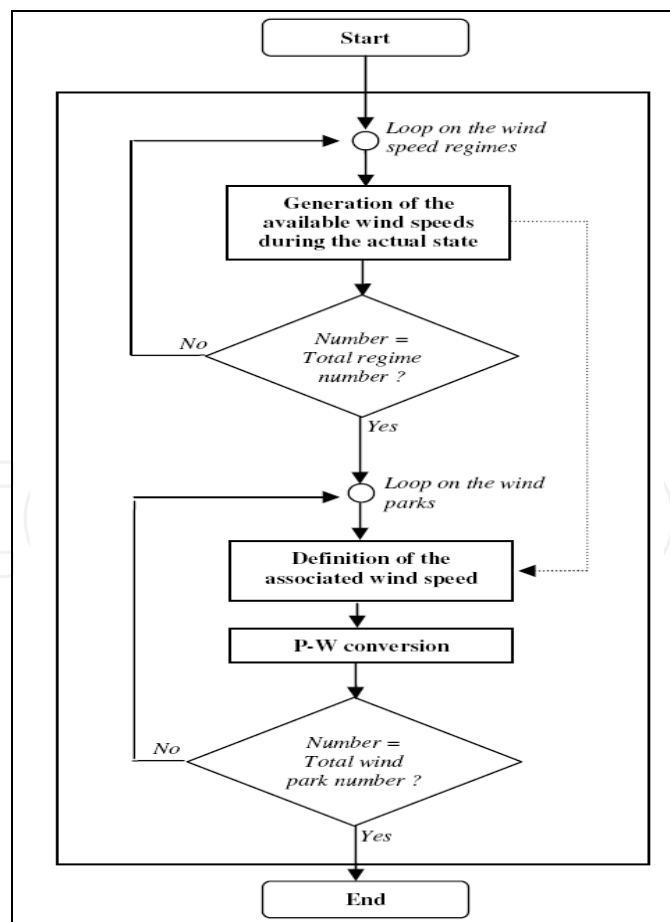 Start
Loop on the wind
speed regimes
Generation of the
available wind speeds
during the actual state
No
Number =
Total regime
number ?
Yes
Loop on the wind
parks
Definition of the
associated wind speed
P-W conversion
No
Number =
Total wind
park number ?
Yes
End